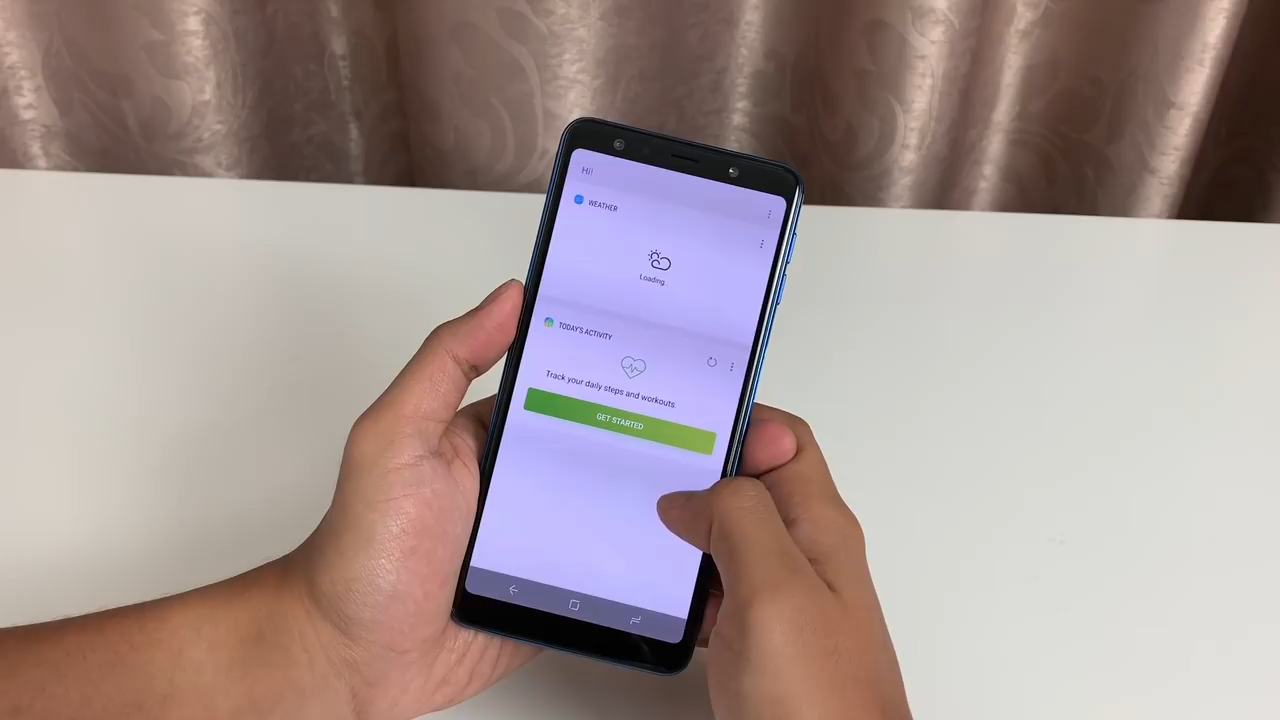 Hi!
WEATHER
Loading..
TODAY'S ACTIVITY
Track your daily steps and workouts.
GET STARTED